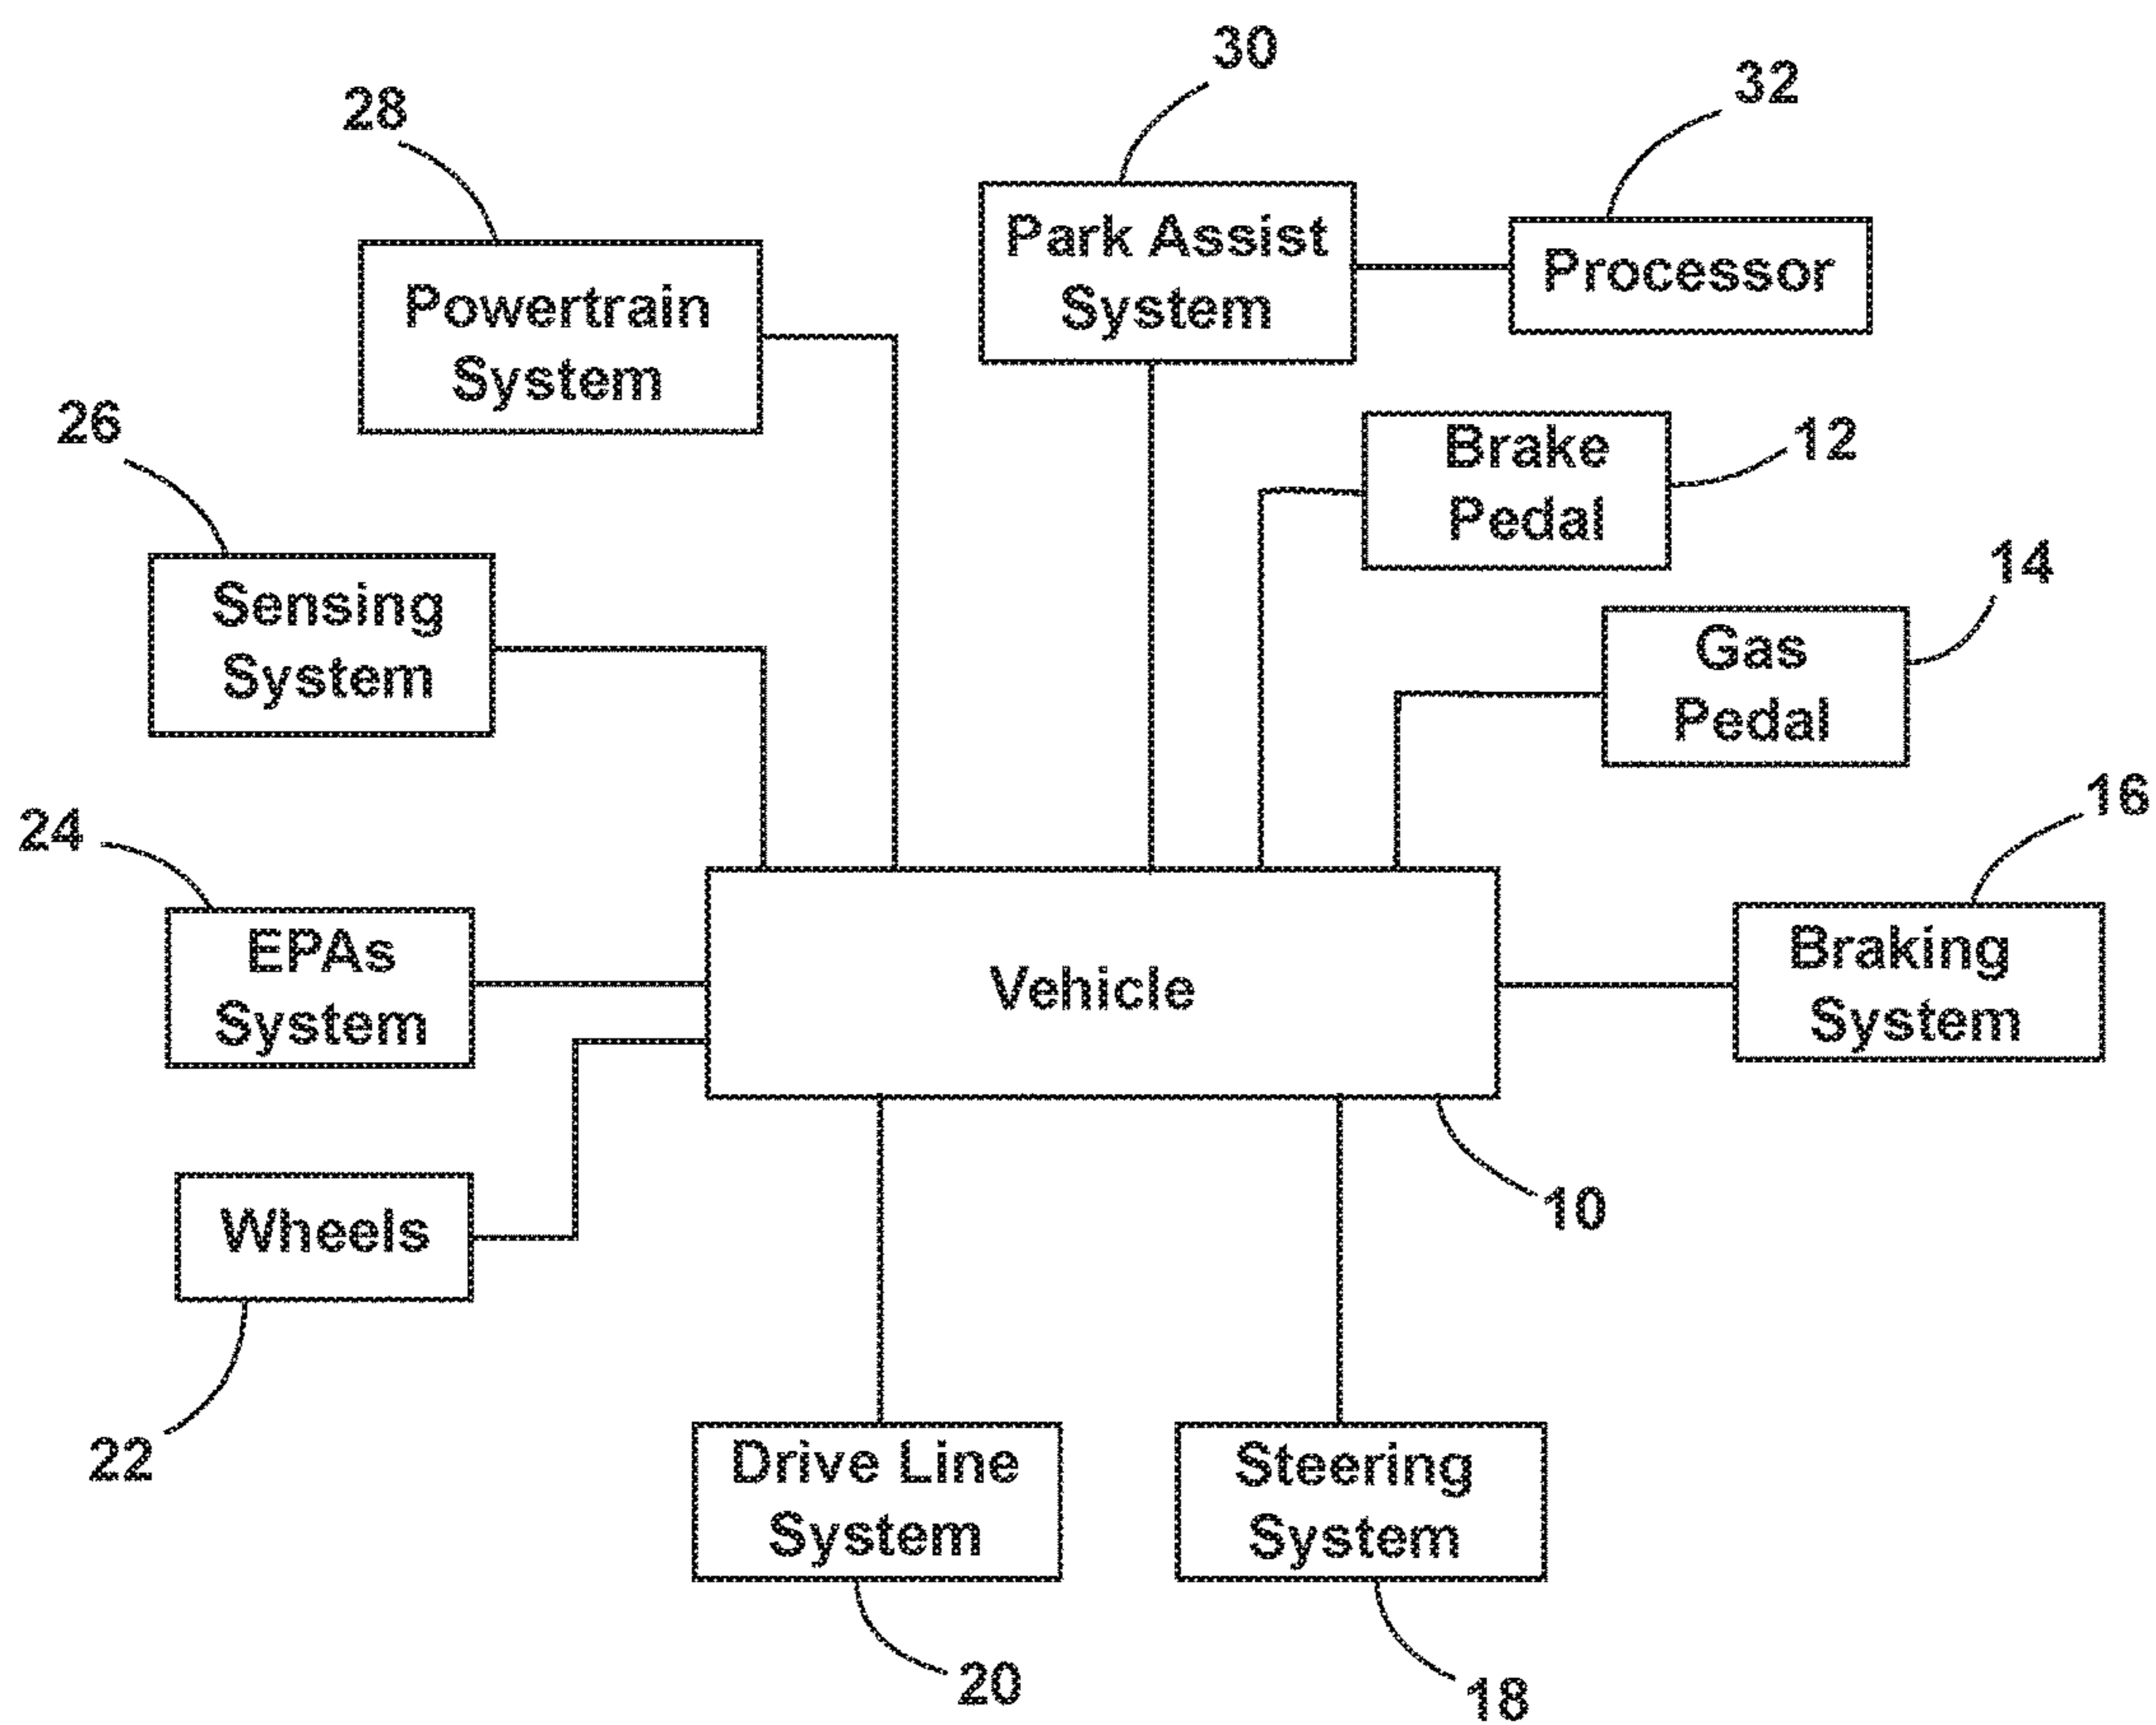 30
32
28
Park Assist
System
Processor
Powertrain
System
26
Brake
Pedal
12
14
Sensing
System
Gas
Pedal
16
24
EPAs
System
Vehicle
Braking
System
10
Wheels
22
Drive Line
System
Steering
System
20
18